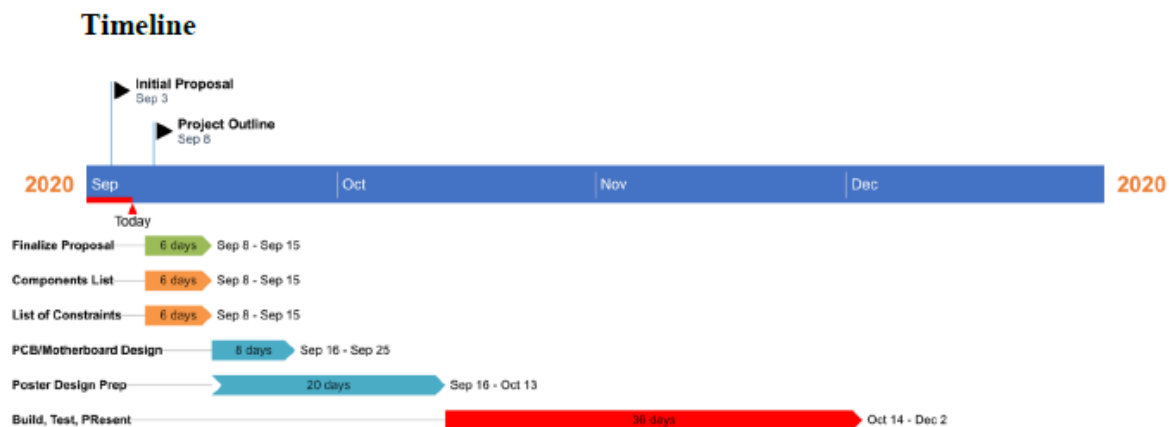 Timeline
Initial Proposal
Sep 3
Project Outline
Sep 8
2020 Sep Oct Nov Dec 2020
Today
Finalize Proposal 6 days Sep 8 - Sep 15
Components List 6 days Sep 8 - Sep 15
List of Constraints 6 days Sep 8 - Sep 15
PCB/Motherboard Design 8 days Sep 16 - Sep 25
Poster Design Prep 20 days Sep 16 - Oct 13
Build, Test, PResent 36 days Oct 14 - Dec 2